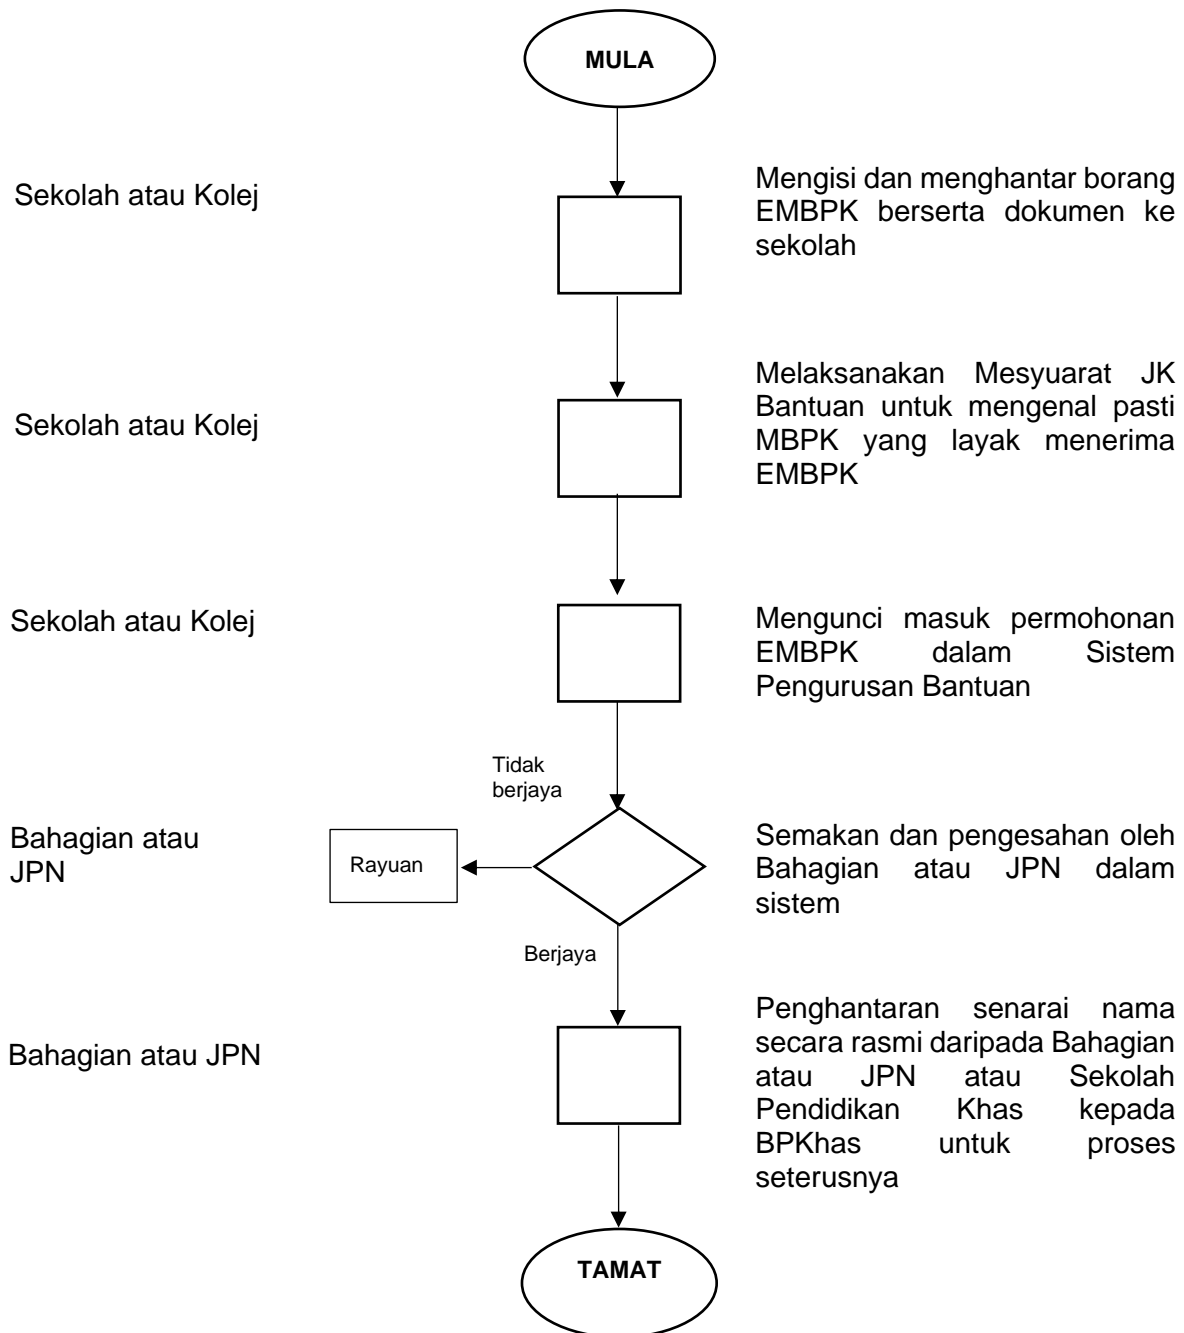 MULA
Sekolah atau Kolej
Mengisi dan menghantar borang
EMBPK berserta dokumen ke
sekolah
Sekolah atau Kolej
Melaksanakan Mesyuarat JK
Bantuan untuk mengenal pasti
MBPK yang layak menerima
EMBPK
Sekolah atau Kolej
Mengunci masuk permohonan
EMBPK dalam Sistem
Pengurusan Bantuan
Tidak
berjaya
Bahagian atau
JPN
Rayuan
Semakan dan pengesahan oleh
Bahagian atau JPN dalam
sistem
Berjaya
Bahagian atau JPN
Penghantaran senarai nama
secara rasmi daripada Bahagian
atau JPN atau Sekolah
Pendidikan Khas kepada
BPKhas untuk proses
seterusnya
TAMAT